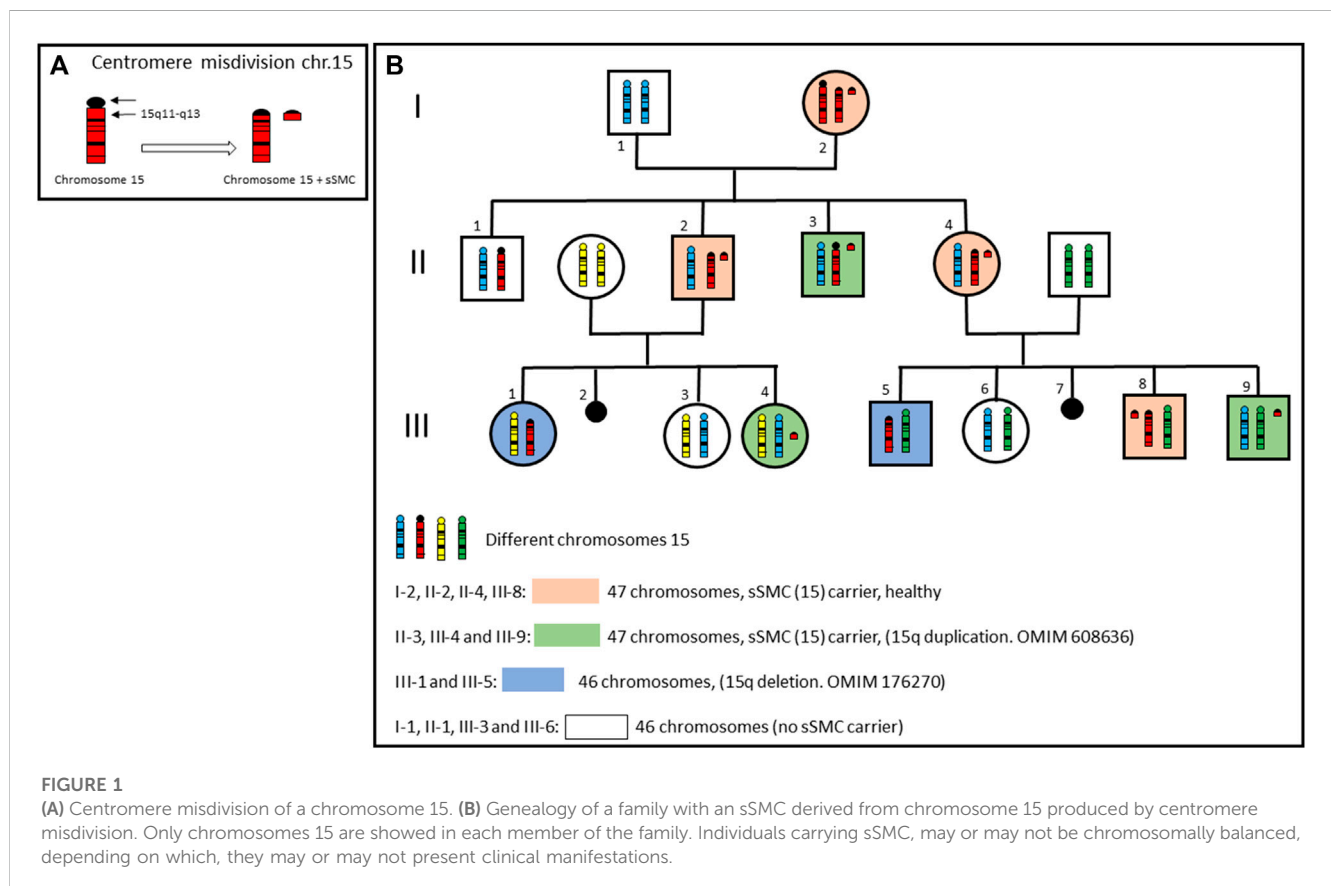 A Centromere misdivision chr.15
15q11-q13
Chromosome 15
Chromosome 15 + sSMC
B
I
1
2
II
1
2
3
4
III
1
2
3
4
5
6
7
8
9
Different chromosomes 15
I-2, II-2, II-4, III-8: 47 chromosomes, sSMC (15) carrier, healthy
II-3, III-4 and III-9: 47 chromosomes, sSMC (15) carrier, (15q duplication. OMIM 608636)
III-1 and III-5: 46 chromosomes, (15q deletion. OMIM 176270)
I-1, II-1, III-3 and III-6: 46 chromosomes (no sSMC carrier)
FIGURE 1
(A) Centromere misdivision of a chromosome 15. (B) Genealogy of a family with an sSMC derived from chromosome 15 produced by centromere
misdivision. Only chromosomes 15 are showed in each member of the family. Individuals carrying sSMC, may or may not be chromosomally balanced,
depending on which, they may or may not present clinical manifestations.